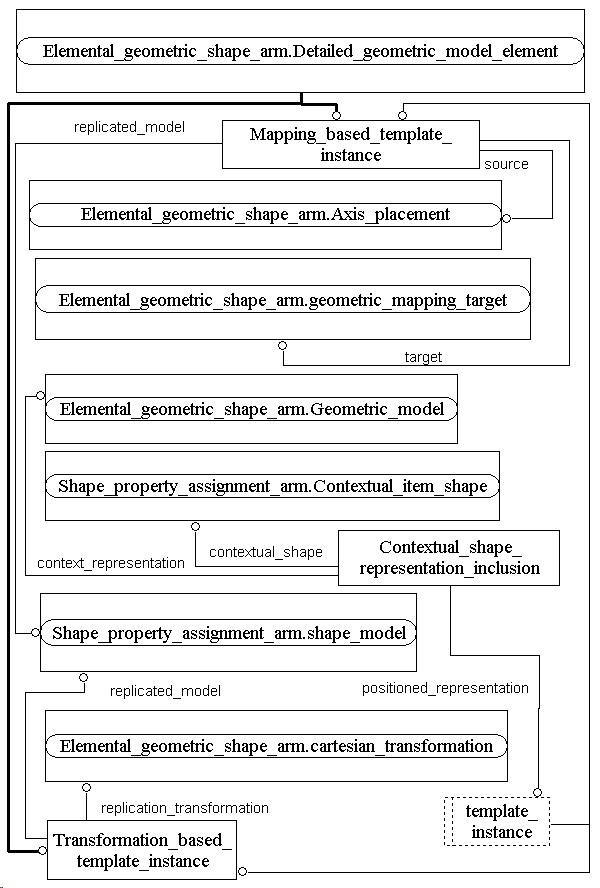 Elemental_geometric_shape_arm.Detailed_geometric_model_element
replicated_model
Mapping_based_template_
instance
source
Elemental_geometric_shape_arm.Axis_placement
Elemental_geometric_shape_arm.geometric_mapping_target
target
Elemental_geometric_shape_arm.Geometric_model
Shape_property_assignment_arm.Contextual_item_shape
contextual_shape
context_representation
Contextual_shape_
representation_inclusion
Shape_property_assignment_arm.shape_model
replicated_model
positioned_representation
Elemental_geometric_shape_arm.cartesian_transformation
replication_transformation
template_
instance
Transformation_based_
template_instance